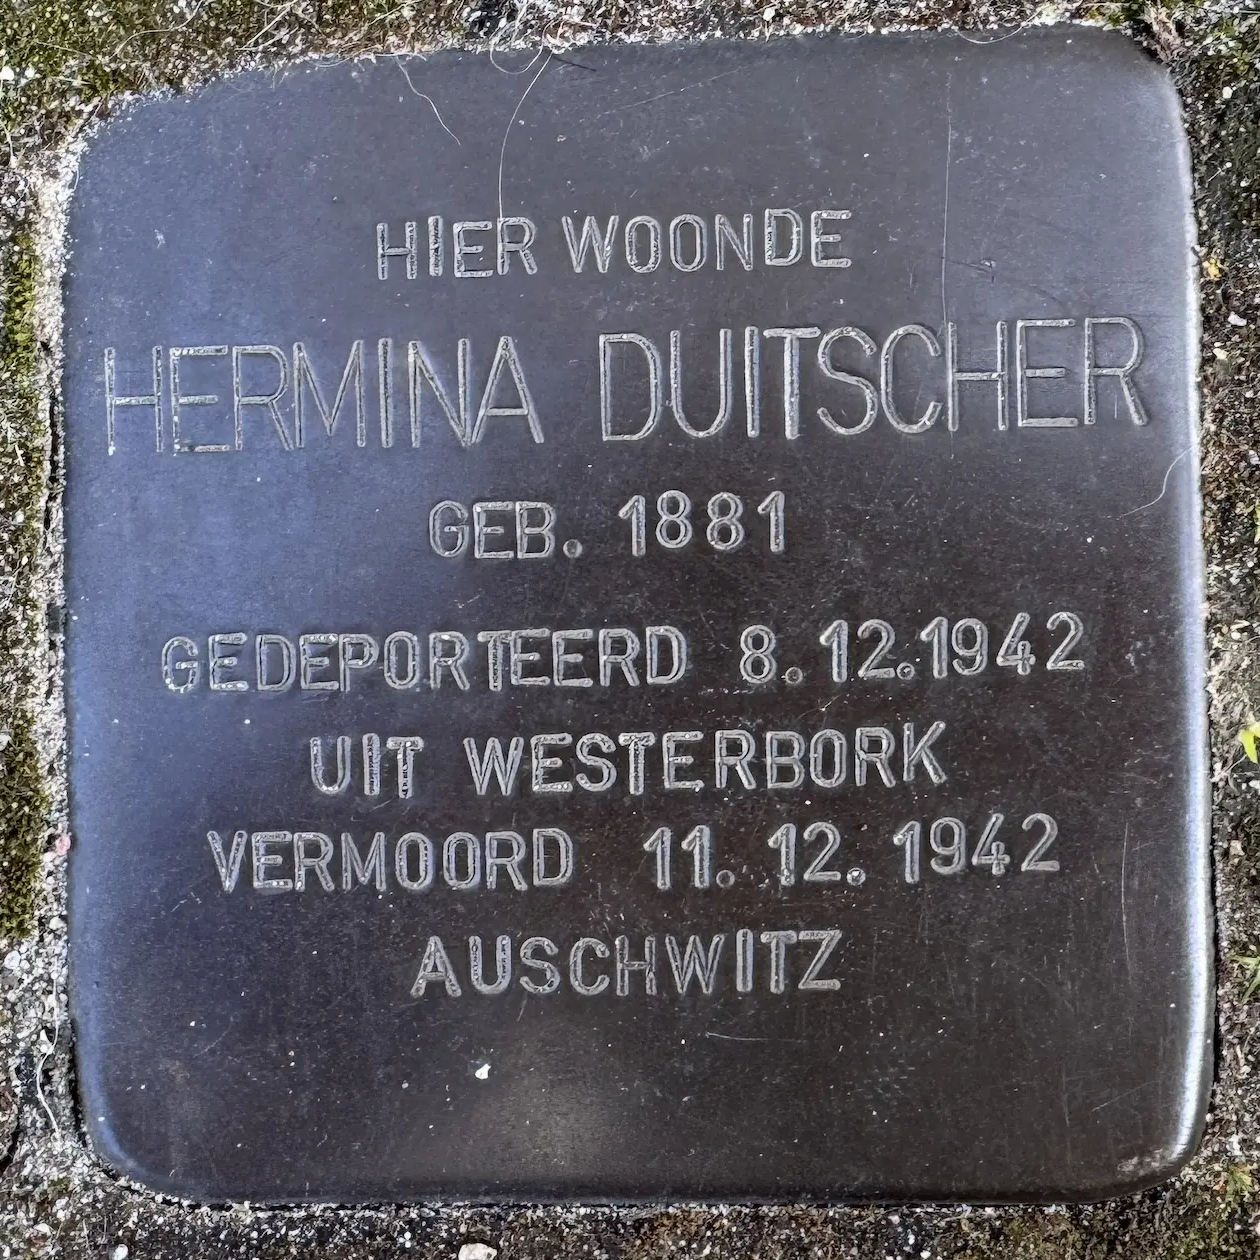 HIER WOONDE
HERMINA DUITSCHER
GEB. 1881
GEDEPORTEERD 8.12.1942
UIT WESTERBORK
VERMOORD 11.12.1942
AUSCHWITZ